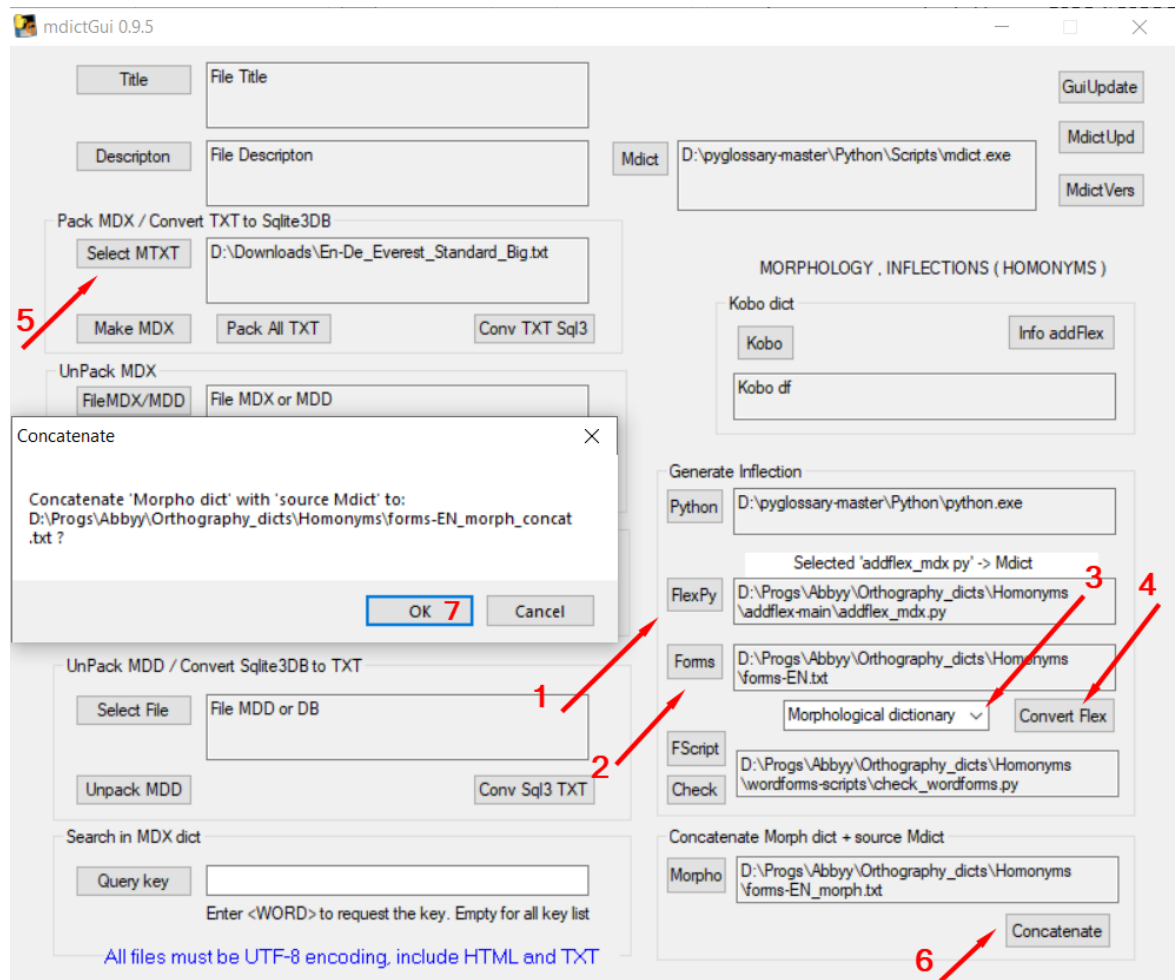 mdictGui 0.9.5
Title
File Title
GuiUpdate
Descripton
File Descripton
Mdict
D:\pyglossary-master\Python\Scripts\mdict.exe
MdictUpd
MdictVers
Pack MDX / Convert TXT to Sqlite3DB
Select MTXT
D:\Downloads\En-De_Everest_Standard_Big.txt
5
Make MDX
Pack All TXT
Conv TXT Sql3
MORPHOLOGY , INFLECTIONS ( HOMONYMS )
Kobo dict
Kobo
Info addFlex
Kobo df
UnPack MDX
FileMDX/MDD
File MDX or MDD
Concatenate
Concatenate 'Morpho dict' with 'source Mdict' to:
D:\Progs\Abbyy\Orthography_dicts\Homonyms\forms-EN_morph_concat
.txt ?
OK
7
Cancel
Generate Inflection
Python
D:\pyglossary-master\Python\python.exe
Selected 'addflex_mdx py' -> Mdict
3
4
FlexPy
D:\Progs\Abbyy\Orthography_dicts\Homonyms
\addflex-main\addflex_mdx.py
1
Forms
D:\Progs\Abbyy\Orthography_dicts\Homonyms
\forms-EN.txt
2
Morphological dictionary
Convert Flex
FScript
Check
D:\Progs\Abbyy\Orthography_dicts\Homonyms
\wordforms-scripts\check_wordforms.py
UnPack MDD / Convert Sqlite3DB to TXT
Select File
File MDD or DB
Unpack MDD
Conv Sql3 TXT
Search in MDX dict
Query key
Enter <WORD> to request the key. Empty for all key list
All files must be UTF-8 encoding, include HTML and TXT
Concatenate Morph dict + source Mdict
Morpho
D:\Progs\Abbyy\Orthography_dicts\Homonyms
\forms-EN_morph.txt
Concatenate
6